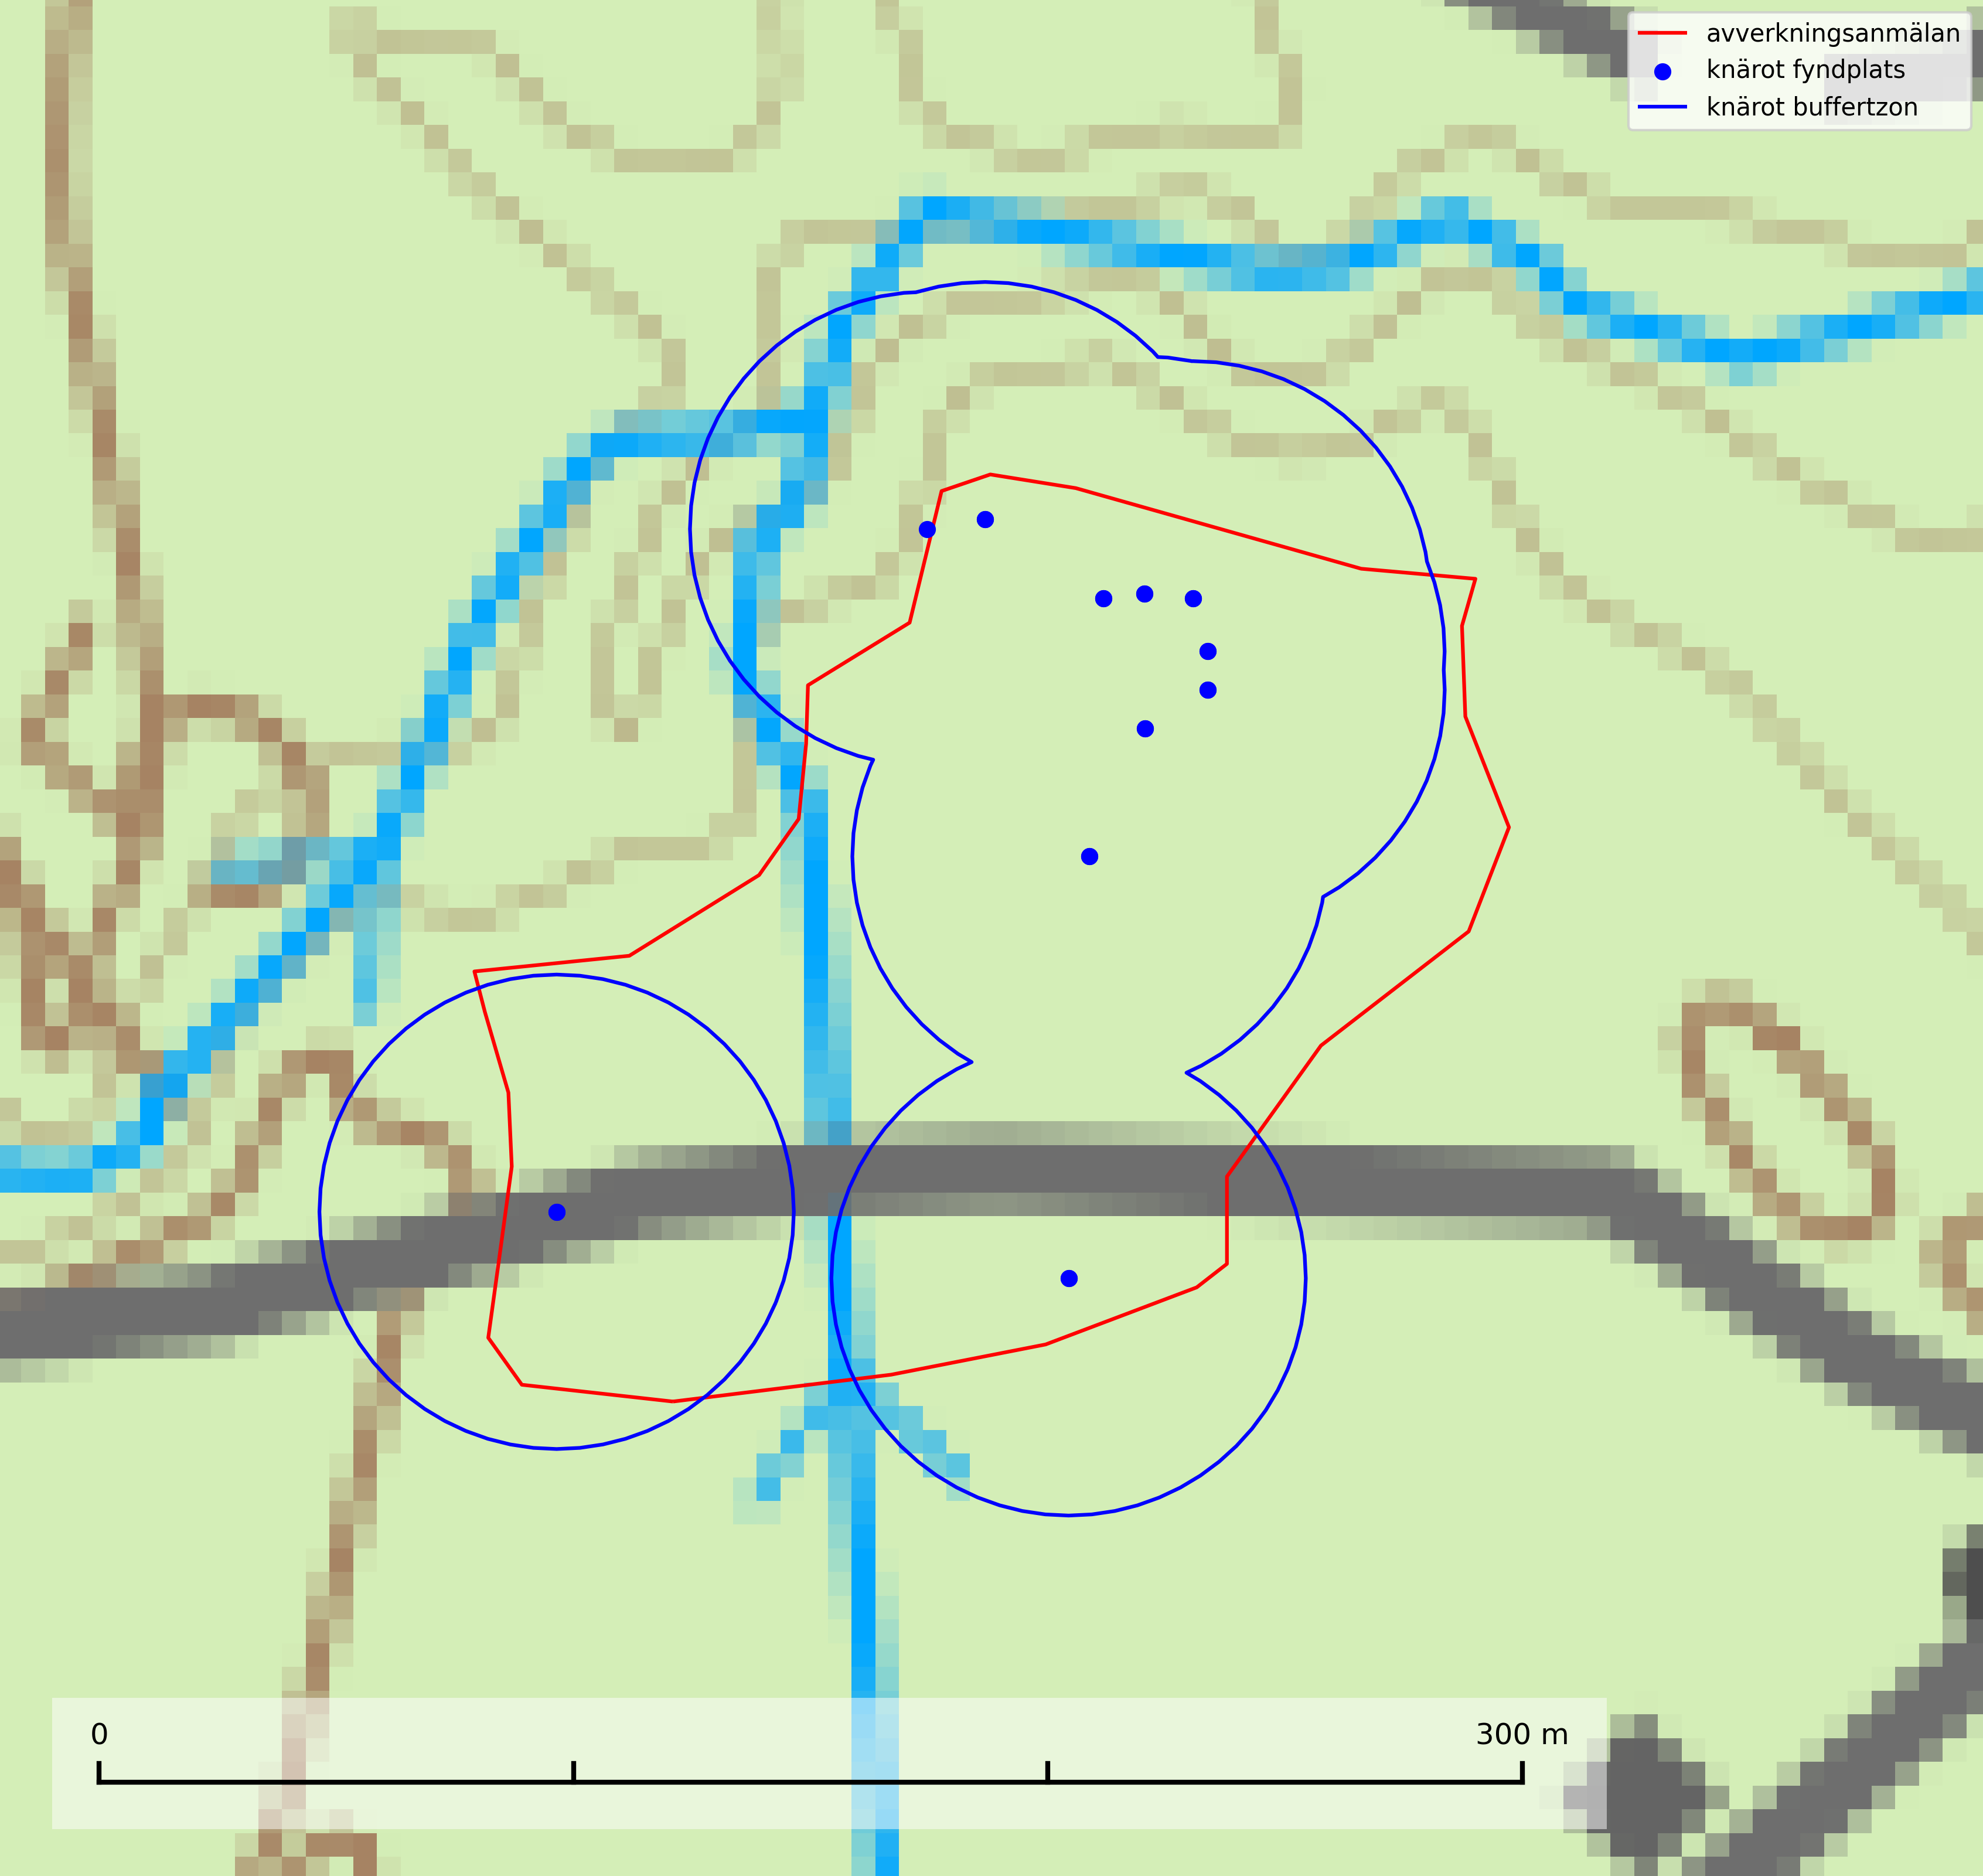 avverkningsanmälan
knärot fyndplats
knärot buffertzon
0 300 m